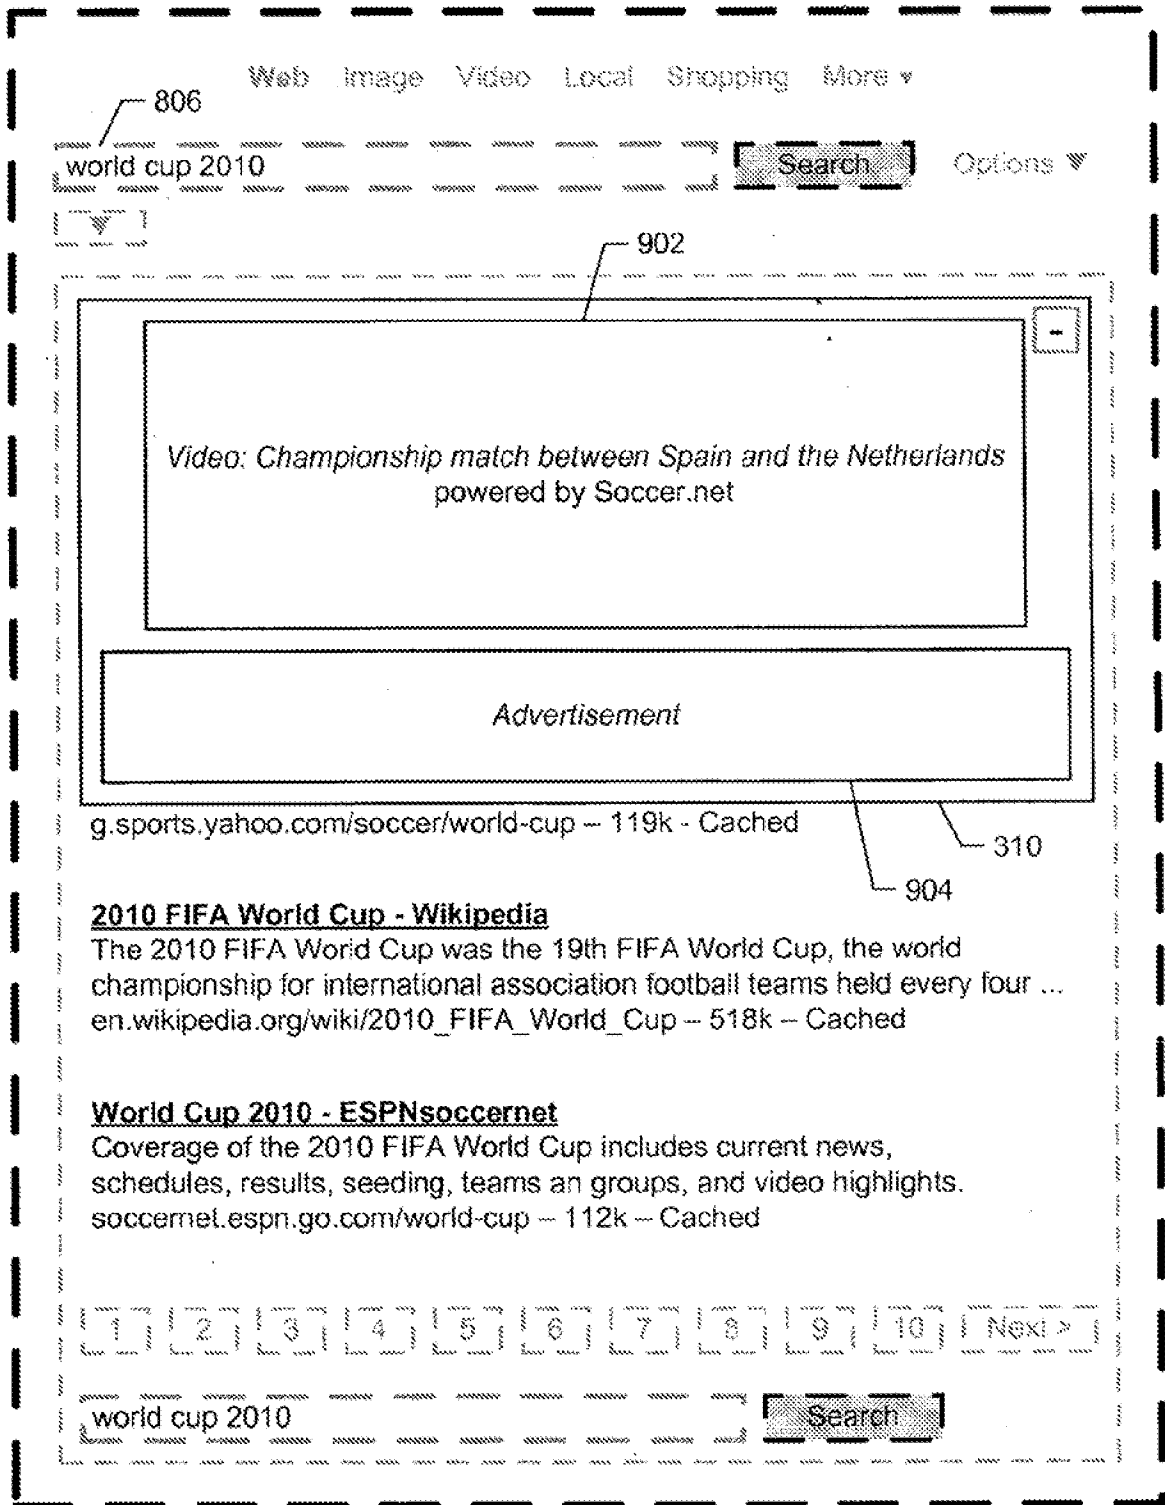 Web Image Video Local Shopping More ▼
806
world cup 2010 Search Options ▼
▼
902
-
Video: Championship match between Spain and the Netherlands
powered by Soccer.net
Advertisement
g.sports.yahoo.com/soccer/world-cup – 119k - Cached
310
904
2010 FIFA World Cup - Wikipedia
The 2010 FIFA World Cup was the 19th FIFA World Cup, the world
championship for international association football teams held every four ...
en.wikipedia.org/wiki/2010_FIFA_World_Cup – 518k – Cached
World Cup 2010 - ESPNsoccernet
Coverage of the 2010 FIFA World Cup includes current news,
schedules, results, seeding, teams an groups, and video highlights.
soccernet.espn.go.com/world-cup – 112k – Cached
1 2 3 4 5 6 7 8 9 10 Next >
world cup 2010 Search